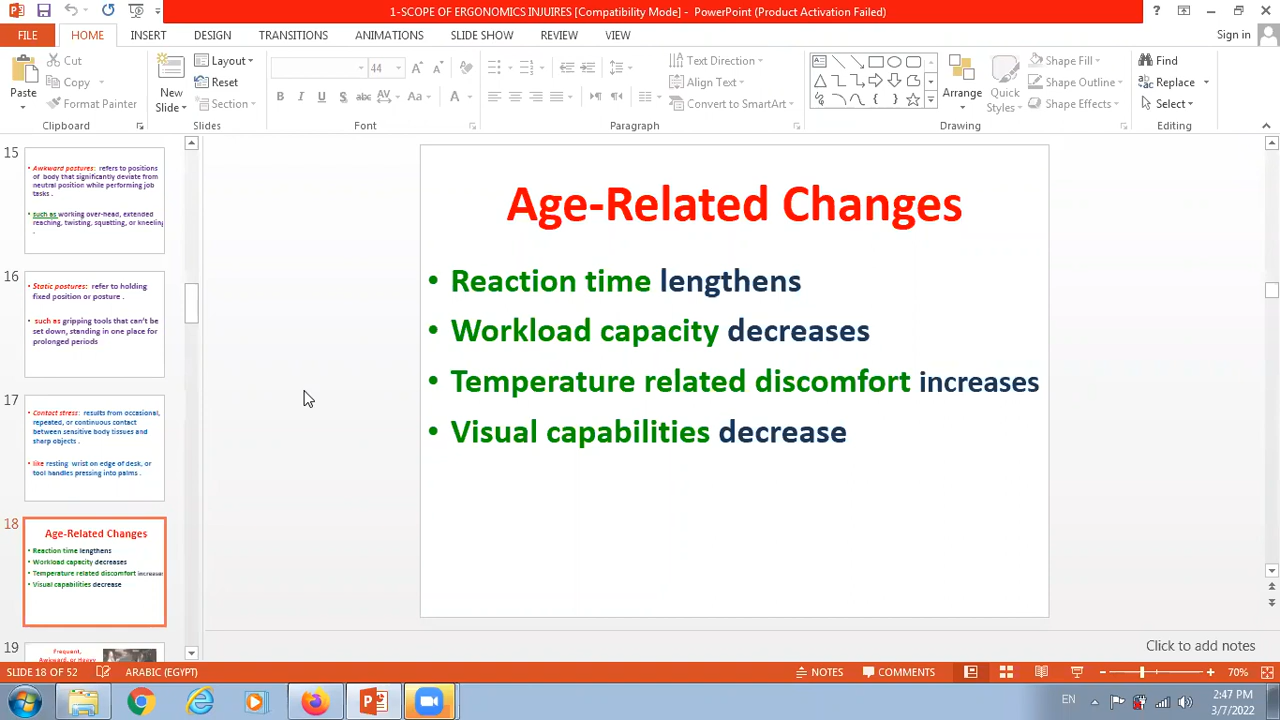 1-SCOPE OF ERGONOMICS INJUIRES [Compatibility Mode] - PowerPoint (Product Activation Failed)
FILE HOME INSERT DESIGN TRANSITIONS ANIMATIONS SLIDE SHOW REVIEW VIEW Sign in
Paste
Cut
Copy
Format Painter
Clipboard
New
Slide
Layout
Reset
Section
Slides
44
Font
Text Direction
Align Text
Convert to SmartArt
Paragraph
Arrange
Quick
Styles
Shape Fill
Shape Outline
Shape Effects
Drawing
Find
Replace
Select
Editing
15
• Awkward postures: refers to positions
of body that significantly deviate from
neutral position while performing job
tasks .
• such as working over-head, extended
reaching, twisting, squatting, or kneeling
.
16
• Static postures: refer to holding
fixed position or posture .
• such as gripping tools that can't be
set down, standing in one place for
prolonged periods
17
• Contact stress: results from occasional,
repeated, or continuous contact
between sensitive body tissues and
sharp objects .
• like resting wrist on edge of desk, or
tool handles pressing into palms .
18
Age-Related Changes
• Reaction time lengthens
• Workload capacity decreases
• Temperature related discomfort increases
• Visual capabilities decrease
19
Frequent,
Awkward, or Heavy
Age-Related Changes
• Reaction time lengthens
• Workload capacity decreases
• Temperature related discomfort increases
• Visual capabilities decrease
Click to add notes
SLIDE 18 OF 52 ARABIC (EGYPT) NOTES COMMENTS 70%
EN
2:47 PM
3/7/2022